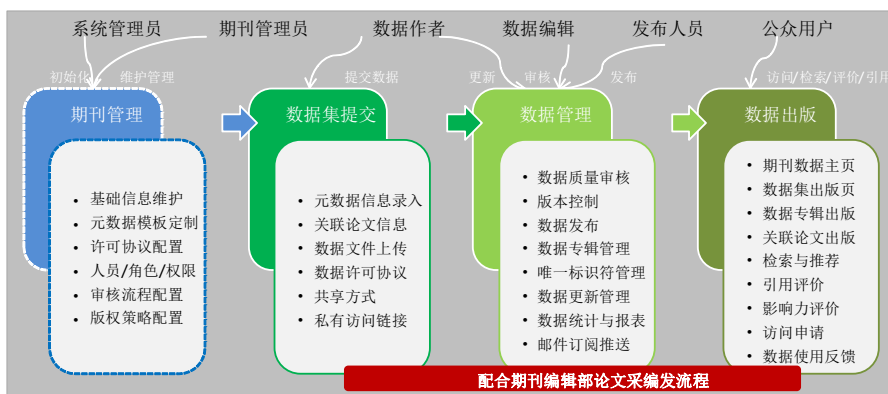 系统管理员 期刊管理员 数据作者 数据编辑 发布人员 公众用户
初始化 维护管理 提交数据 更新 审核 发布 访问/检索/评价/引用
期刊管理
• 基础信息维护
• 元数据模板定制
• 许可协议配置
• 人员/角色/权限
• 审核流程配置
• 版权策略配置
数据集提交
• 元数据信息录入
• 关联论文信息
• 数据文件上传
• 数据许可协议
• 共享方式
• 私有访问链接
数据管理
• 数据质量审核
• 版本控制
• 数据发布
• 数据专辑管理
• 唯一标识符管理
• 数据更新管理
• 数据统计与报表
• 邮件订阅推送
数据出版
• 期刊数据主页
• 数据集出版页
• 数据专辑出版
• 关联论文出版
• 检索与推荐
• 引用评价
• 影响力评价
• 访问申请
• 数据使用反馈
配合期刊编辑部论文采编发流程